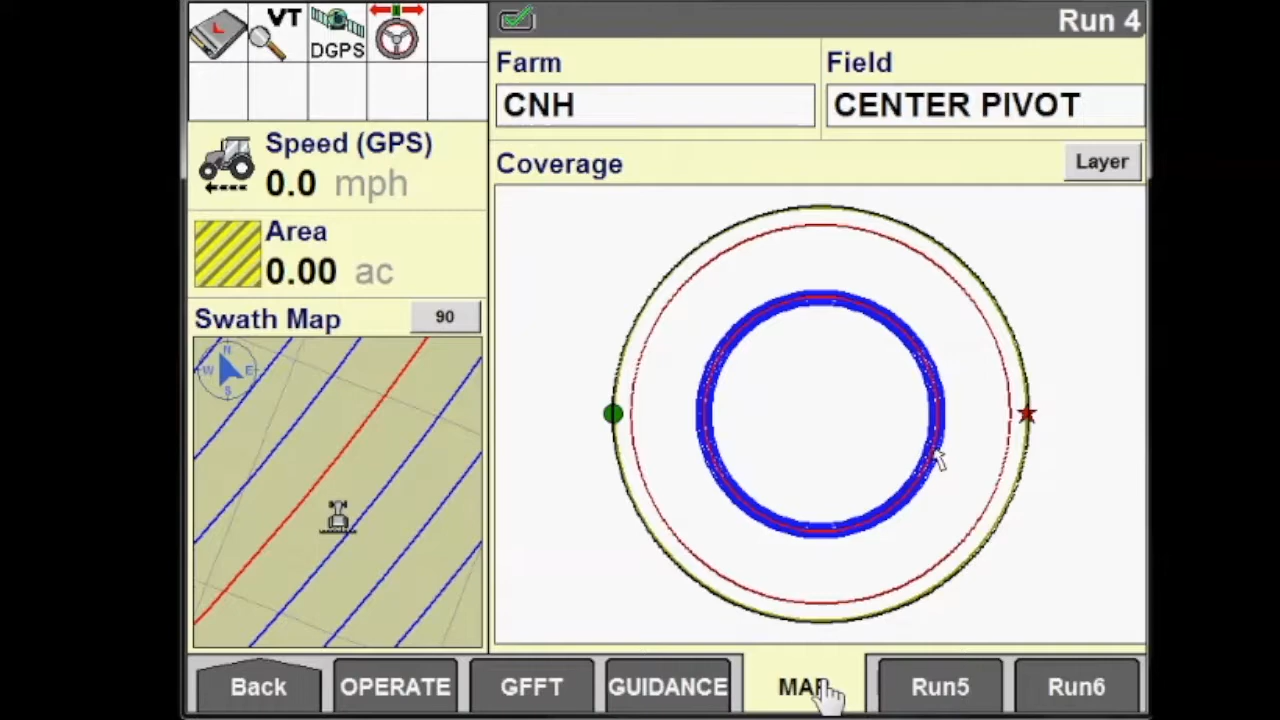 VT
DGPS
Run 4
Farm
Field
CNH
CENTER PIVOT
Speed (GPS)
0.0 mph
Coverage
Layer
Area
0.00 ac
Swath Map
90
N
W E
S
Back
OPERATE
GFFT
GUIDANCE
MAP
Run5
Run6